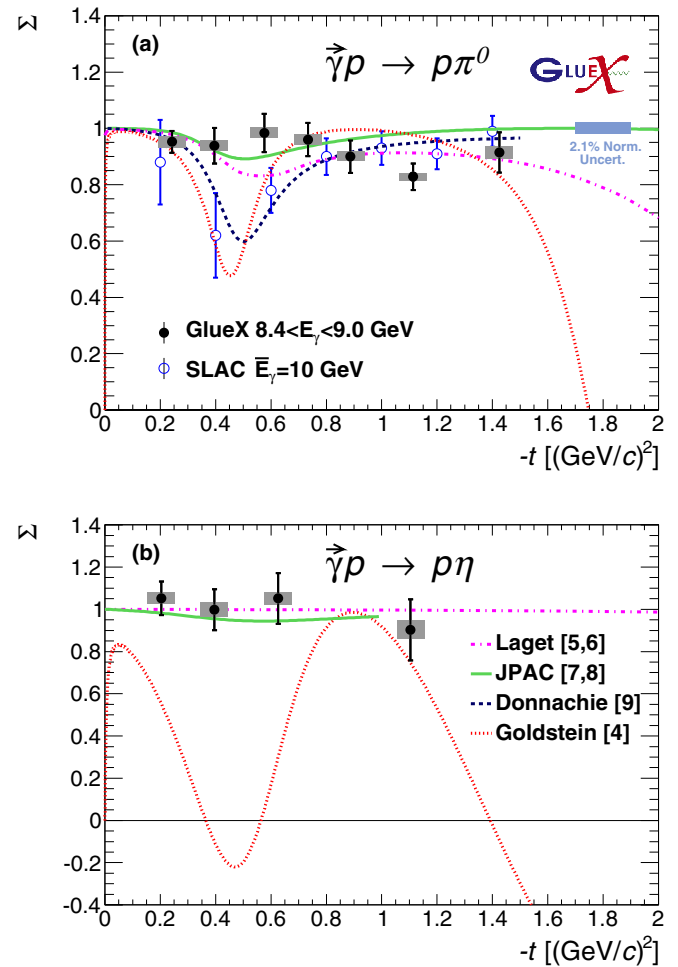 Σ
1.4
1.2
1
0.8
0.6
0.4
0.2
0
(a)
γ⃗p → pπ⁰
GLUEX
2.1% Norm.
Uncert.
GlueX 8.4<E_γ<9.0 GeV
SLAC E̅_γ=10 GeV
0 0.2 0.4 0.6 0.8 1 1.2 1.4 1.6 1.8 2
-t [(GeV/c)²]
Σ
1.4
1.2
1
0.8
0.6
0.4
0.2
0
-0.2
-0.4
(b)
γ⃗p → pη
Laget [5,6]
JPAC [7,8]
Donnachie [9]
Goldstein [4]
0 0.2 0.4 0.6 0.8 1 1.2 1.4 1.6 1.8 2
-t [(GeV/c)²]